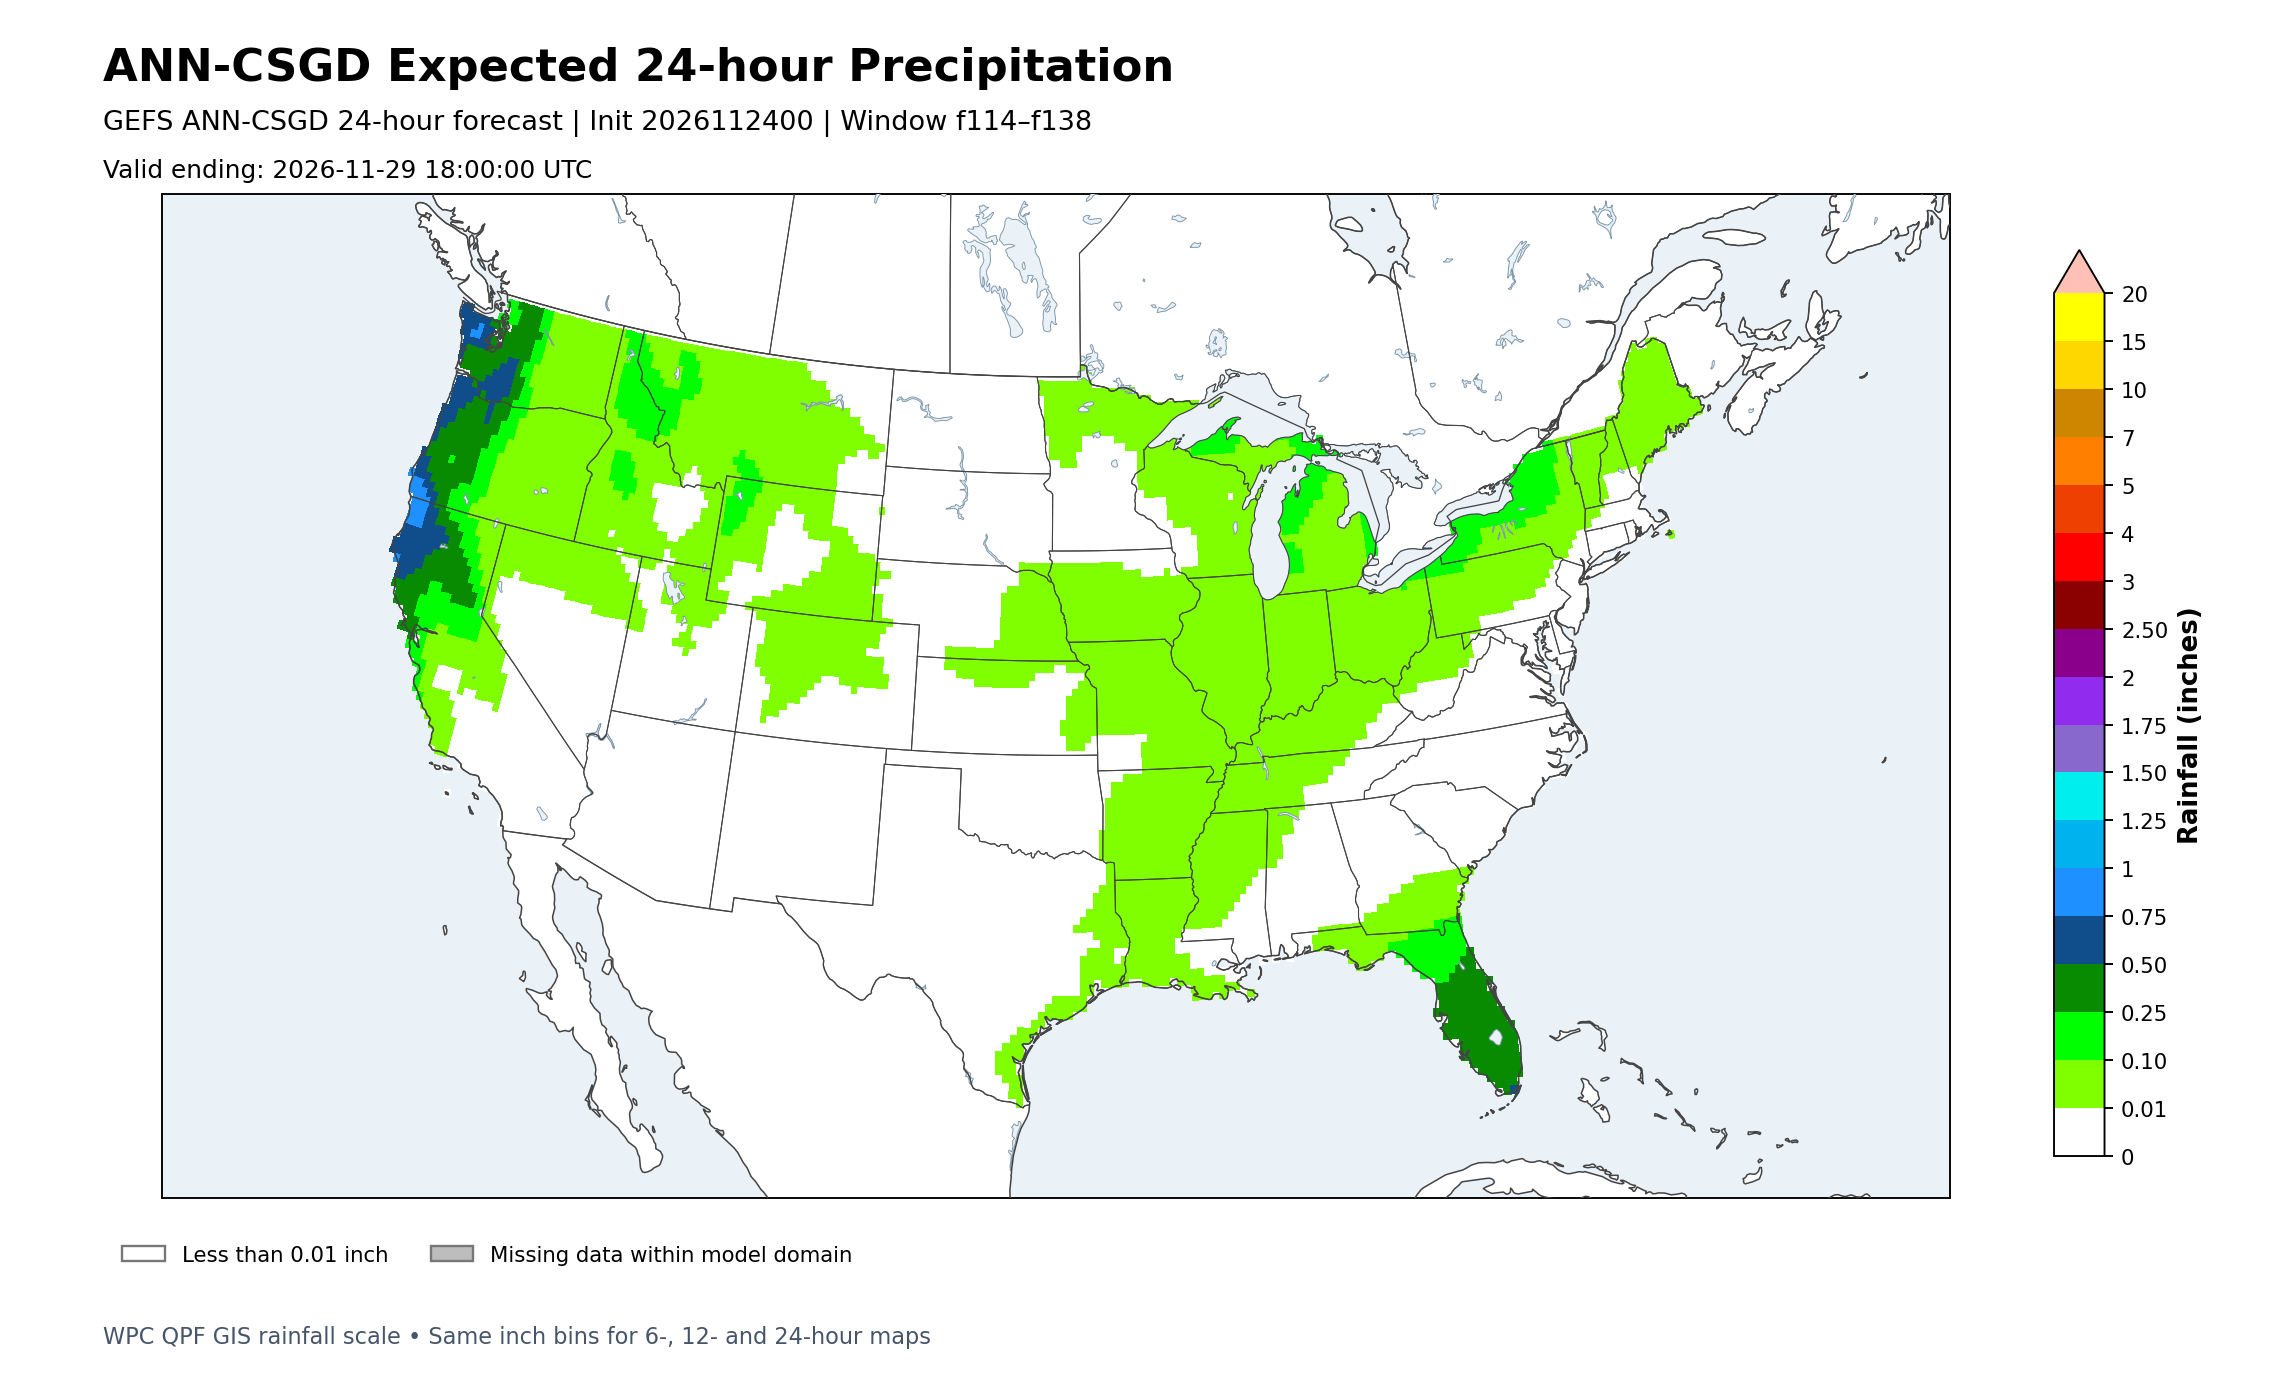 ANN-CSGD Expected 24-hour Precipitation
GEFS ANN-CSGD 24-hour forecast | Init 2026112400 | Window f114–f138
Valid ending: 2026-11-29 18:00:00 UTC
20
15
10
7
5
4
3
2.50
2
1.75
1.50
1.25
1
0.75
0.50
0.25
0.10
0.01
0
Rainfall (inches)
Less than 0.01 inch
Missing data within model domain
WPC QPF GIS rainfall scale • Same inch bins for 6-, 12- and 24-hour maps